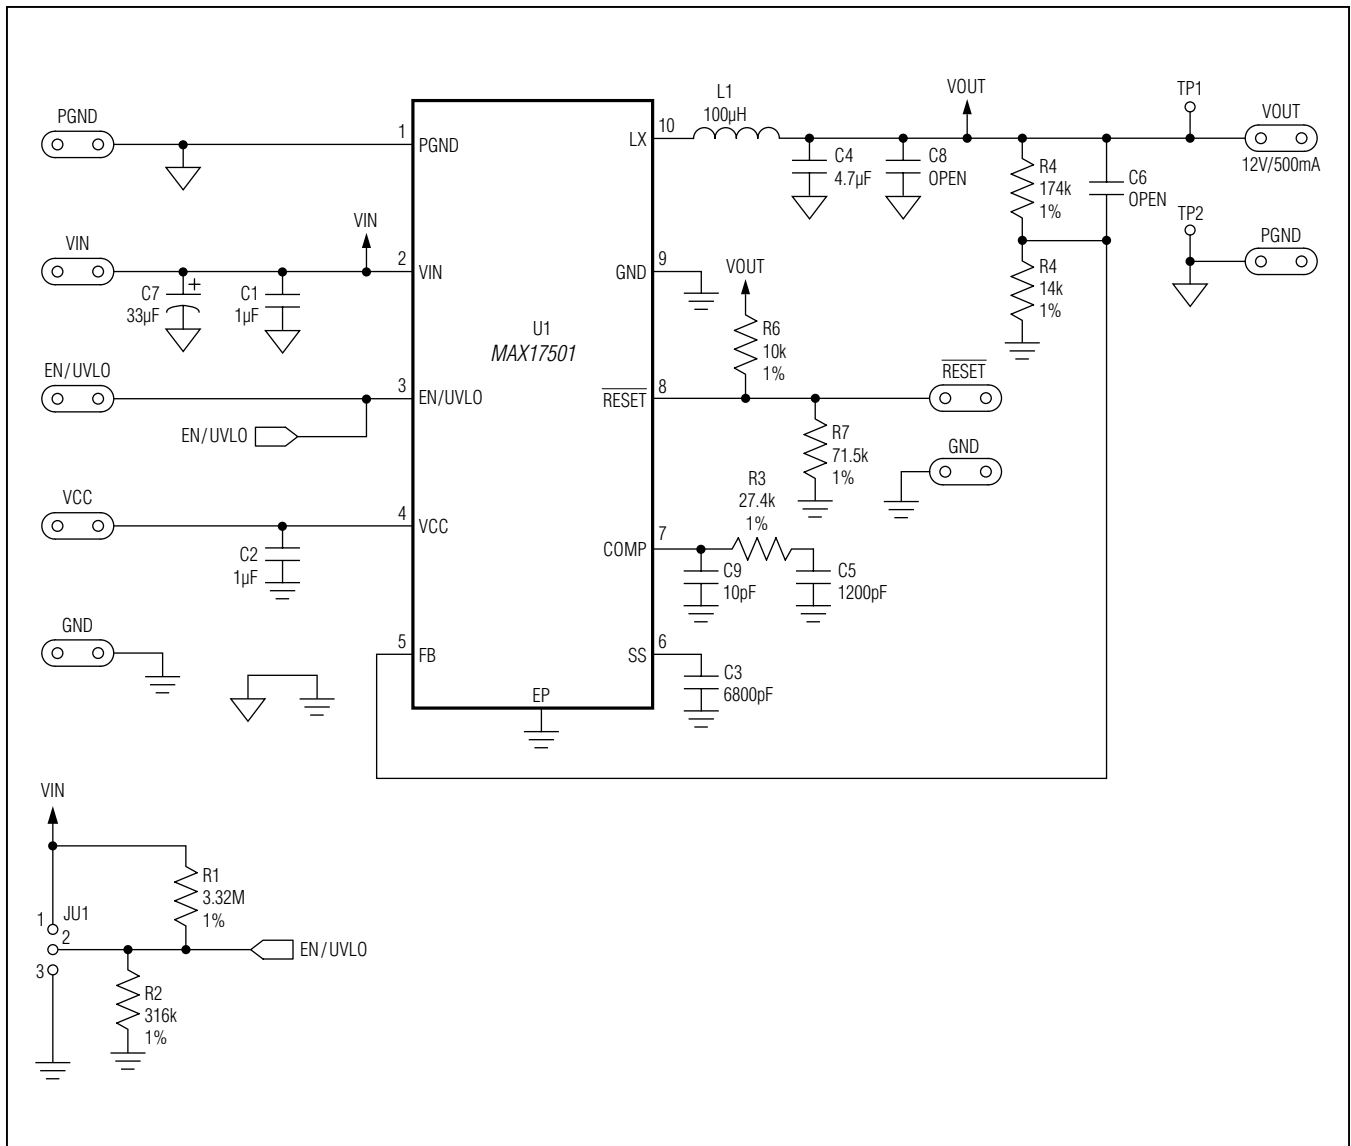 PGND
VIN
C7
33µF
+
C1
1µF
VIN
EN/UVLO
EN/UVLO
VCC
C2
1µF
GND
1
PGND
2
VIN
3
EN/UVLO
4
VCC
5
FB
U1
MAX17501
EP
LX
10
GND
9
RESET
8
COMP
7
SS
6
L1
100µH
C4
4.7µF
C8
OPEN
VOUT
R4
174k
1%
C6
OPEN
TP1
VOUT
12V/500mA
TP2
PGND
R4
14k
1%
VOUT
R6
10k
1%
RESET
R7
71.5k
1%
GND
R3
27.4k
1%
C9
10pF
C5
1200pF
C3
6800pF
VIN
R1
3.32M
1%
1
JU1
2
3
EN/UVLO
R2
316k
1%